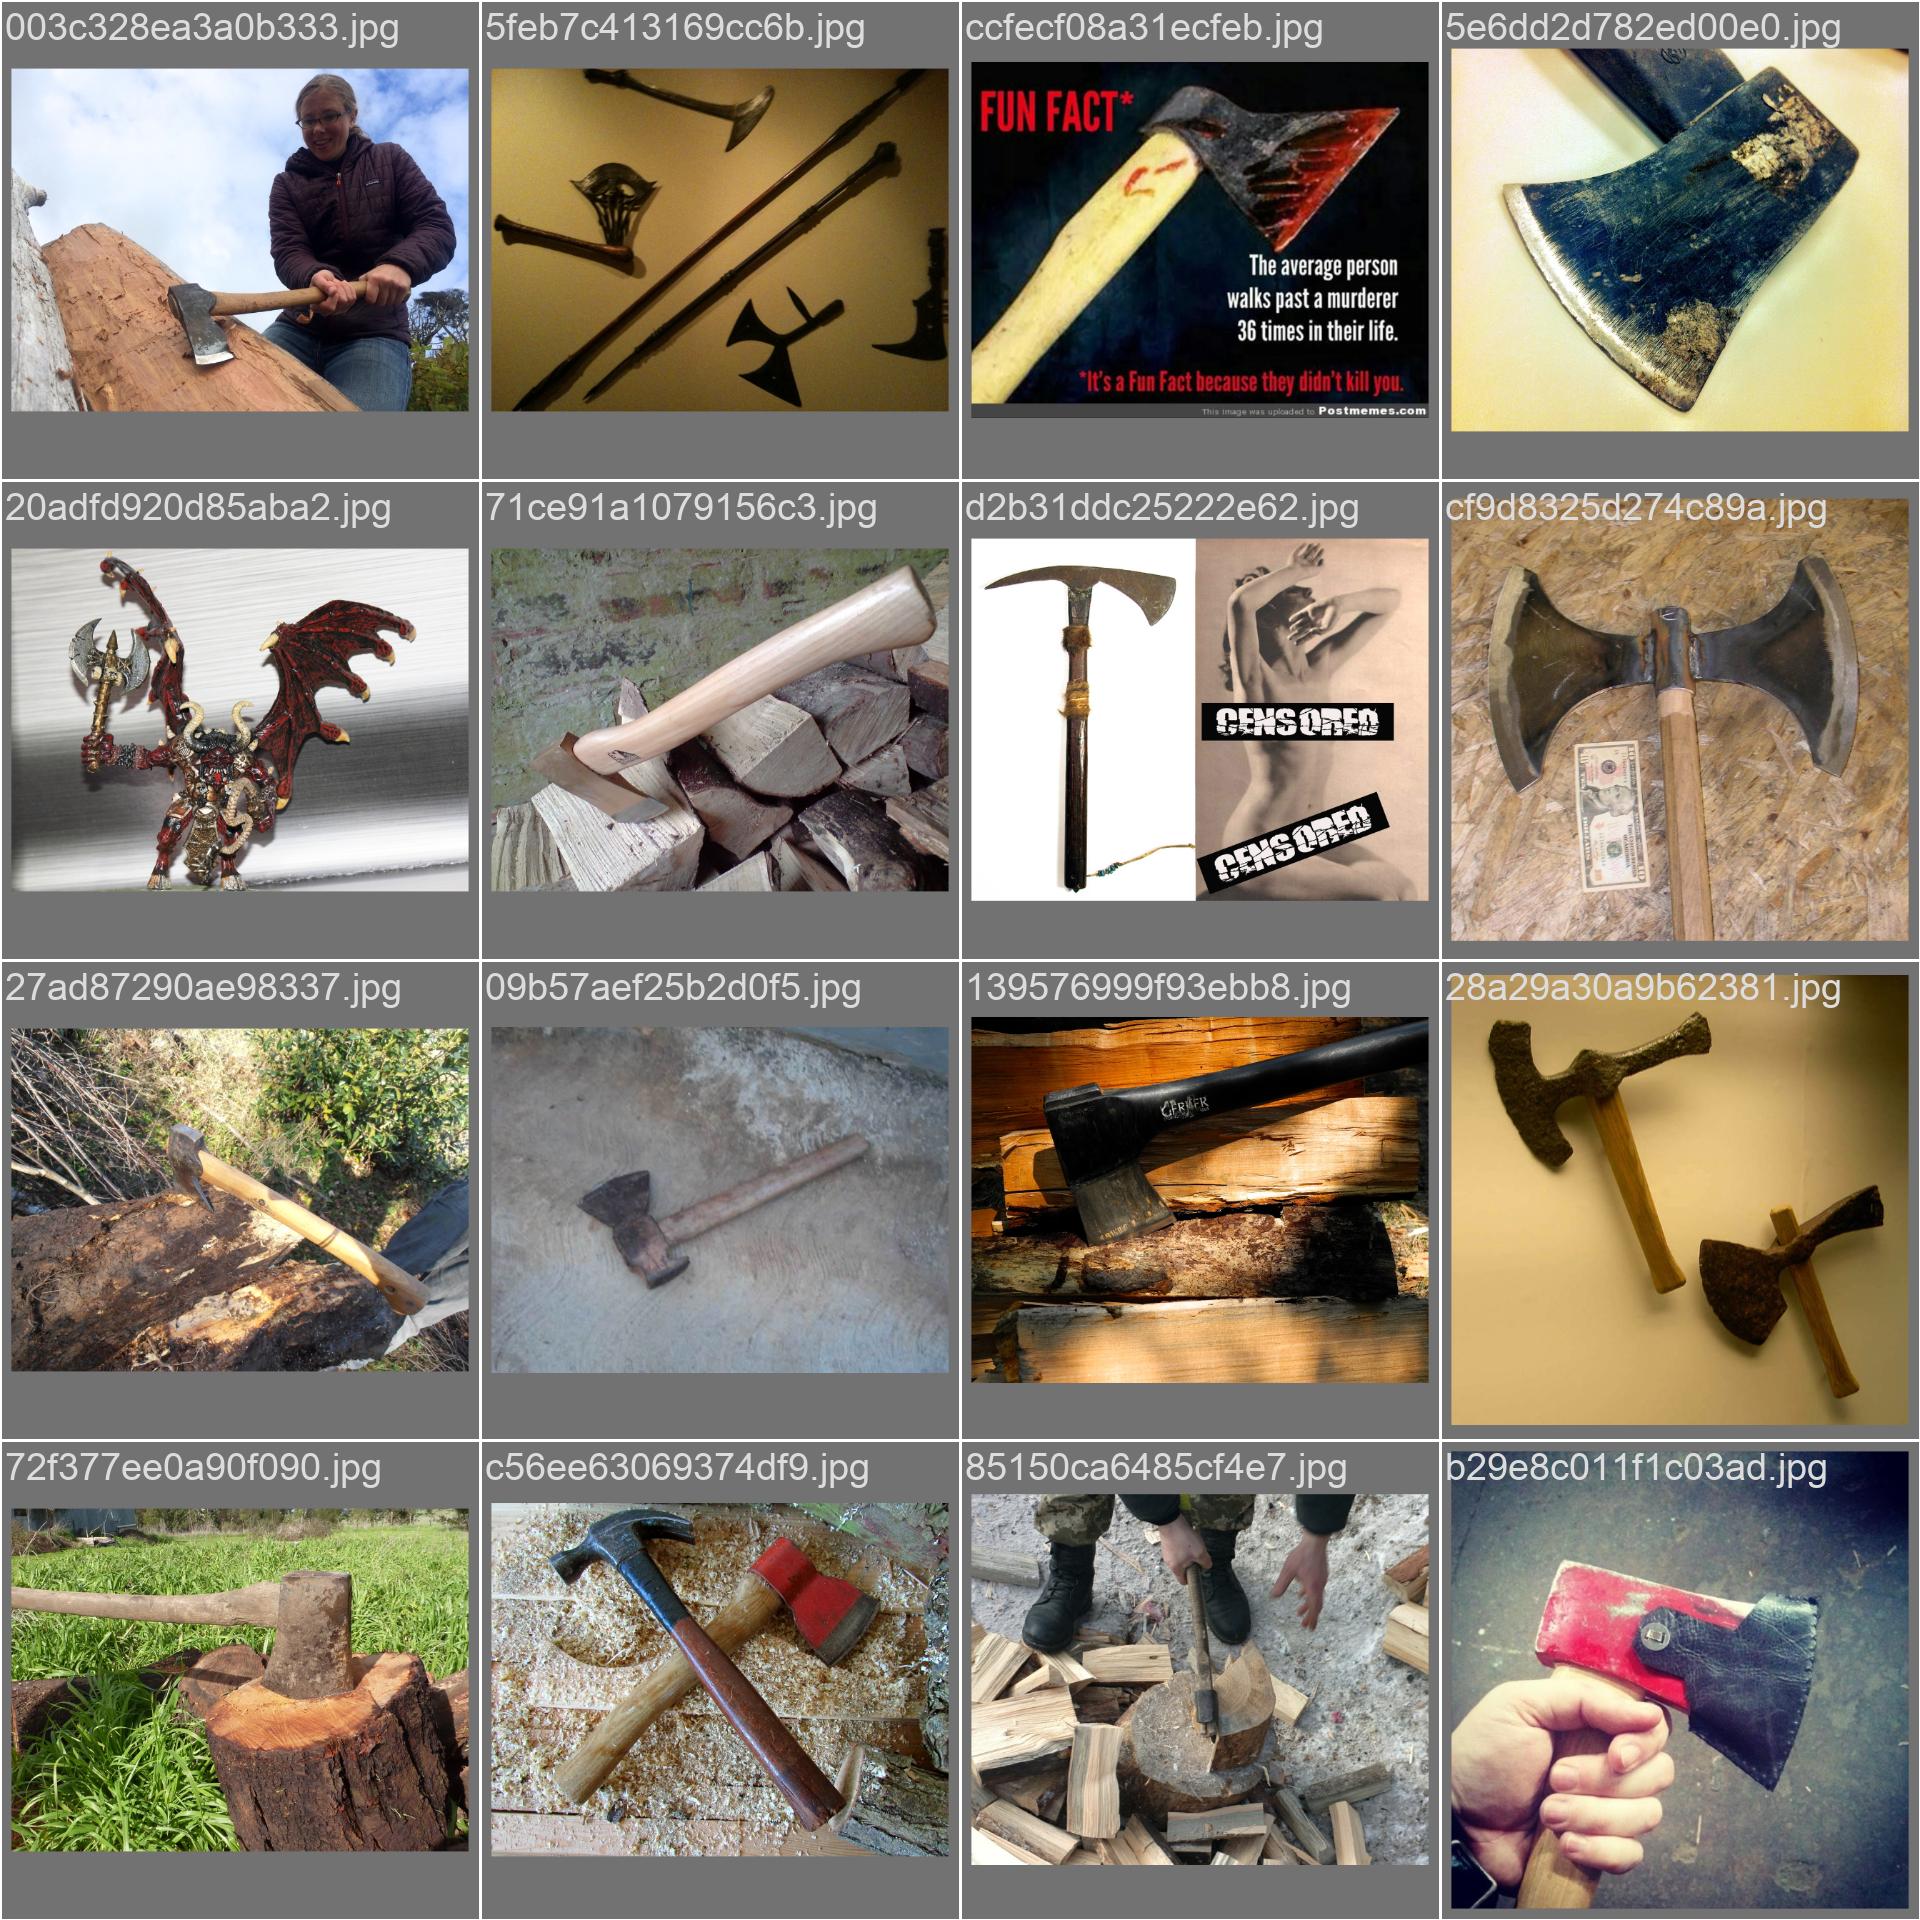 003c328ea3a0b333.jpg
5feb7c413169cc6b.jpg
ccfecf08a31ecfeb.jpg
5e6dd2d782ed00e0.jpg
FUN FACT*
The average person
walks past a murderer
36 times in their life.
*It's a Fun Fact because they didn't kill you.
This image was uploaded to Postmemes.com
20adfd920d85aba2.jpg
71ce91a1079156c3.jpg
d2b31ddc25222e62.jpg
cf9d8325d274c89a.jpg
CENSORED
CENSORED
27ad87290ae98337.jpg
09b57aef25b2d0f5.jpg
139576999f93ebb8.jpg
28a29a30a9b62381.jpg
GERBER
72f377ee0a90f090.jpg
c56ee63069374df9.jpg
85150ca6485cf4e7.jpg
b29e8c011f1c03ad.jpg